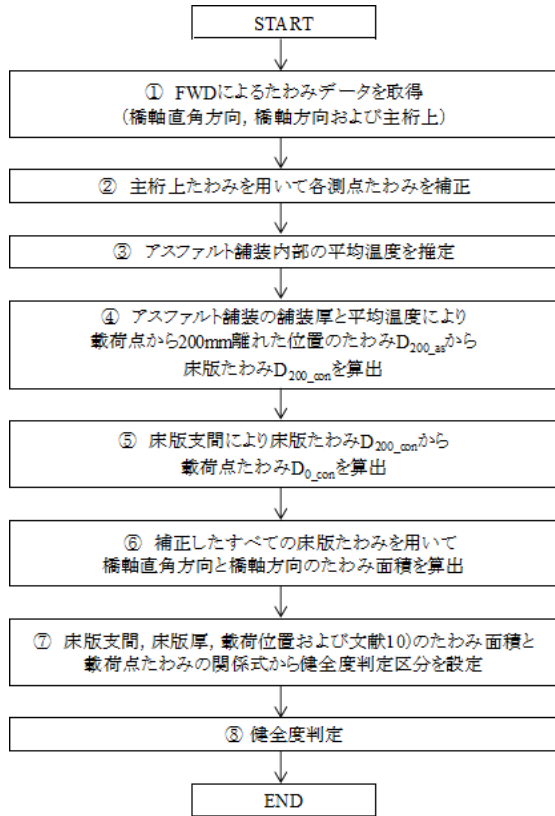 START
① FWDによるたわみデータを取得
(橋軸直角方向, 橋軸方向および主桁上)
② 主桁上たわみを用いて各測点たわみを補正
③ アスファルト舗装内部の平均温度を推定
④ アスファルト舗装の舗装厚と平均温度により
載荷点から200mm離れた位置のたわみD200_asから
床版たわみD200_conを算出
⑤ 床版支間により床版たわみD200_conから
載荷点たわみD0_conを算出
⑥ 補正したすべての床版たわみを用いて
橋軸直角方向と橋軸方向のたわみ面積を算出
⑦ 床版支間, 床版厚, 載荷位置および文献10)のたわみ面積と
載荷点たわみの関係式から健全度判定区分を設定
⑧ 健全度判定
END